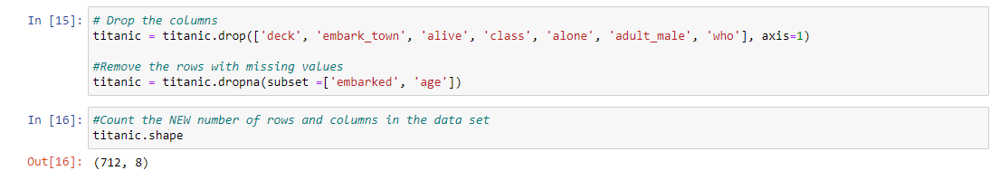 In [15]: # Drop the columns
titanic = titanic.drop(['deck', 'embark_town', 'alive', 'class', 'alone', 'adult_male', 'who'], axis=1)
#Remove the rows with missing values
titanic = titanic.dropna(subset =['embarked', 'age'])
In [16]: #Count the NEW number of rows and columns in the data set
titanic.shape
Out[16]: (712, 8)